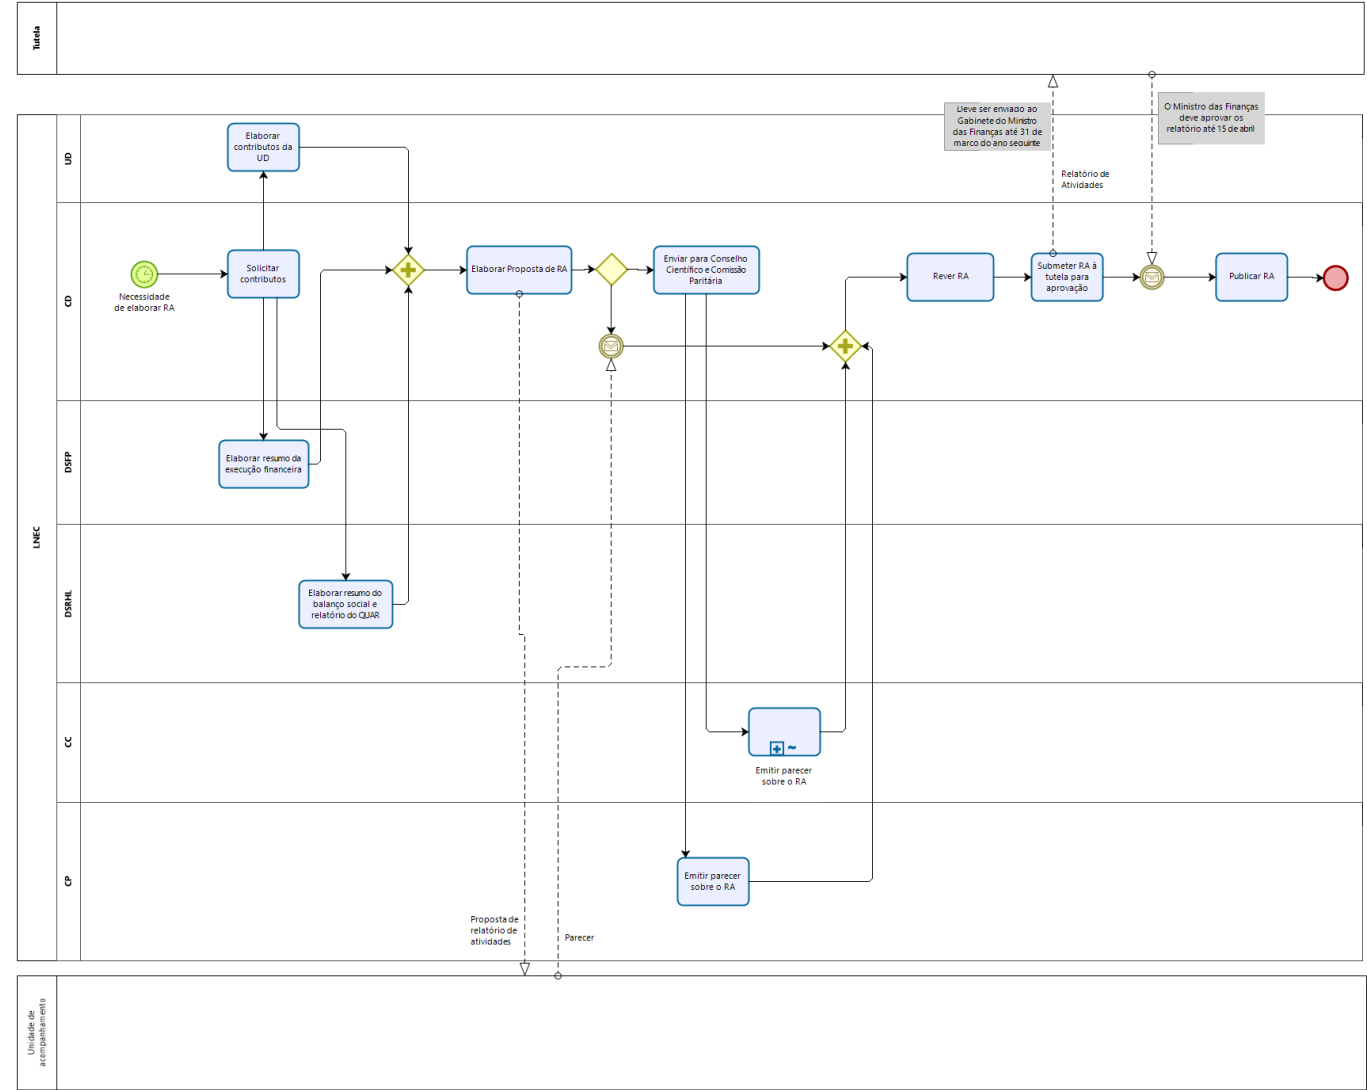 Tutela
Deve ser enviado ao
Gabinete do Ministro
das Finanças até 31 de
março do ano seguinte
O Ministro das Finanças
deve aprovar os
relatório até 15 de abril
Relatório de
Atividades
LNEC
UD
Elaborar
contributos da
UD
CD
Necessidade
de elaborar RA
Solicitar
contributos
Elaborar Proposta de RA
Enviar para Conselho
Científico e Comissão
Paritária
Rever RA
Submeter RA à
tutela para
aprovação
Publicar RA
DSFP
Elaborar resumo da
execução financeira
DSRHL
Elaborar resumo do
balanço social e
relatório do QUAR
CC
Emitir parecer
sobre o RA
CP
Emitir parecer
sobre o RA
Proposta de
relatório de
atividades
Parecer
Unidade de
acompanhamento